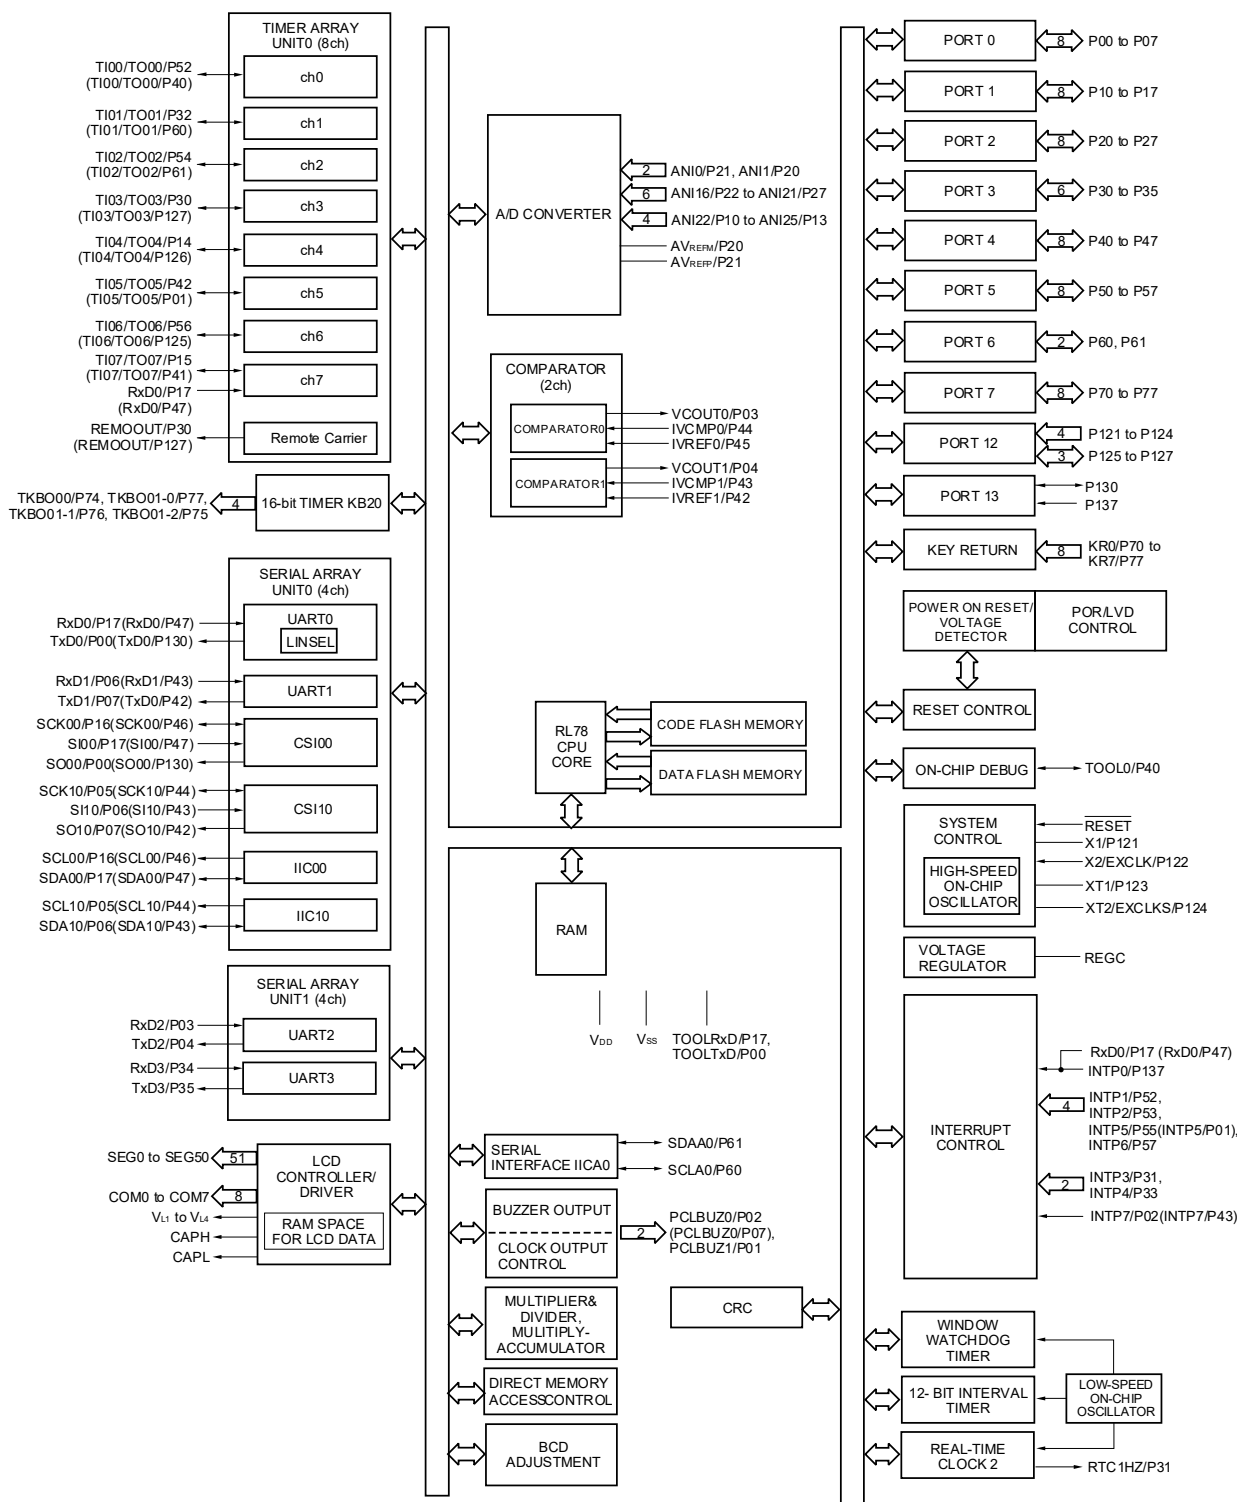 TIMER ARRAY
UNIT0 (8ch)
TI00/TO00/P52
(TI00/TO00/P40)
ch0
TI01/TO01/P32
(TI01/TO01/P60)
ch1
TI02/TO02/P54
(TI02/TO02/P61)
ch2
TI03/TO03/P30
(TI03/TO03/P127)
ch3
TI04/TO04/P14
(TI04/TO04/P126)
ch4
TI05/TO05/P42
(TI05/TO05/P01)
ch5
TI06/TO06/P56
(TI06/TO06/P125)
ch6
TI07/TO07/P15
(TI07/TO07/P41)
RxD0/P17
(RxD0/P47)
ch7
REMOOUT/P30
(REMOOUT/P127)
Remote Carrier
TKBO00/P74, TKBO01-0/P77,
TKBO01-1/P76, TKBO01-2/P75
4
16-bit TIMER KB20
SERIAL ARRAY
UNIT0 (4ch)
RxD0/P17(RxD0/P47)
TxD0/P00(TxD0/P130)
UART0
LINSEL
RxD1/P06(RxD1/P43)
TxD1/P07(TxD0/P42)
UART1
SCK00/P16(SCK00/P46)
SI00/P17(SI00/P47)
SO00/P00(SO00/P130)
CSI00
SCK10/P05(SCK10/P44)
SI10/P06(SI10/P43)
SO10/P07(SO10/P42)
CSI10
SCL00/P16(SCL00/P46)
SDA00/P17(SDA00/P47)
IIC00
SCL10/P05(SCL10/P44)
SDA10/P06(SDA10/P43)
IIC10
SERIAL ARRAY
UNIT1 (4ch)
RxD2/P03
TxD2/P04
UART2
RxD3/P34
TxD3/P35
UART3
SEG0 to SEG50
51
COM0 to COM7
8
VL1 to VL4
CAPH
CAPL
LCD
CONTROLLER/
DRIVER
RAM SPACE
FOR LCD DATA
A/D CONVERTER
2
ANI0/P21, ANI1/P20
6
ANI16/P22 to ANI21/P27
4
ANI22/P10 to ANI25/P13
AVREFM/P20
AVREFP/P21
COMPARATOR
(2ch)
COMPARATOR0
VCOUT0/P03
IVCMP0/P44
IVREF0/P45
COMPARATOR1
VCOUT1/P04
IVCMP1/P43
IVREF1/P42
RL78
CPU
CORE
CODE FLASH MEMORY
DATA FLASH MEMORY
RAM
VDD
VSS
TOOLRxD/P17,
TOOLTxD/P00
SERIAL
INTERFACE IICA0
SDAA0/P61
SCLA0/P60
BUZZER OUTPUT
CLOCK OUTPUT
CONTROL
2
PCLBUZ0/P02
(PCLBUZ0/P07),
PCLBUZ1/P01
MULTIPLIER&
DIVIDER,
MULITIPLY-
ACCUMULATOR
DIRECT MEMORY
ACCESSCONTROL
BCD
ADJUSTMENT
CRC
PORT 0
8
P00 to P07
PORT 1
8
P10 to P17
PORT 2
8
P20 to P27
PORT 3
6
P30 to P35
PORT 4
8
P40 to P47
PORT 5
8
P50 to P57
PORT 6
2
P60, P61
PORT 7
8
P70 to P77
PORT 12
4
P121 to P124
3
P125 to P127
PORT 13
P130
P137
KEY RETURN
8
KR0/P70 to
KR7/P77
POWER ON RESET/
VOLTAGE
DETECTOR
POR/LVD
CONTROL
RESET CONTROL
ON-CHIP DEBUG
TOOL0/P40
SYSTEM
CONTROL
HIGH-SPEED
ON-CHIP
OSCILLATOR
RESET
X1/P121
X2/EXCLK/P122
XT1/P123
XT2/EXCLKS/P124
VOLTAGE
REGULATOR
REGC
INTERRUPT
CONTROL
RxD0/P17 (RxD0/P47)
INTP0/P137
4
INTP1/P52,
INTP2/P53,
INTP5/P55(INTP5/P01),
INTP6/P57
2
INTP3/P31,
INTP4/P33
INTP7/P02(INTP7/P43)
WINDOW
WATCHDOG
TIMER
12- BIT INTERVAL
TIMER
LOW-SPEED
ON-CHIP
OSCILLATOR
REAL-TIME
CLOCK 2
RTC1HZ/P31